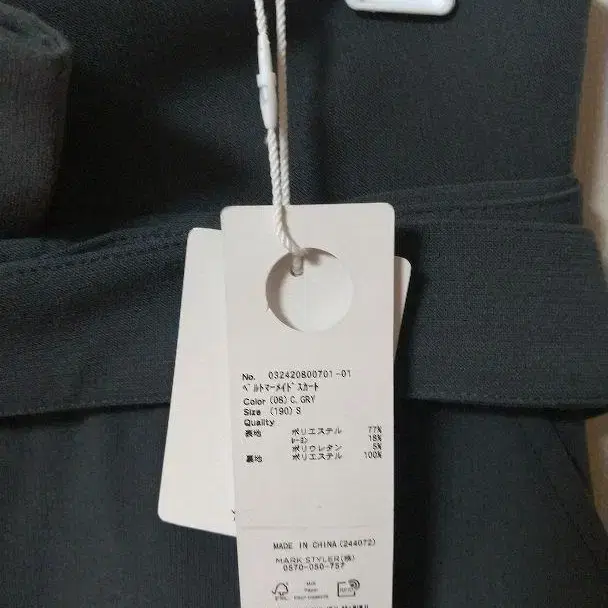 No. 032420800701-01
ベルトマーメイドスカート
Color (08) C.GRY
Size (190) S
Quality
表地 ポリエステル 77%
レーヨン 18%
ポリウレタン 5%
裏地 ポリエステル 100%
MADE IN CHINA (244072)
MARK STYLER(株)
0570-050-757